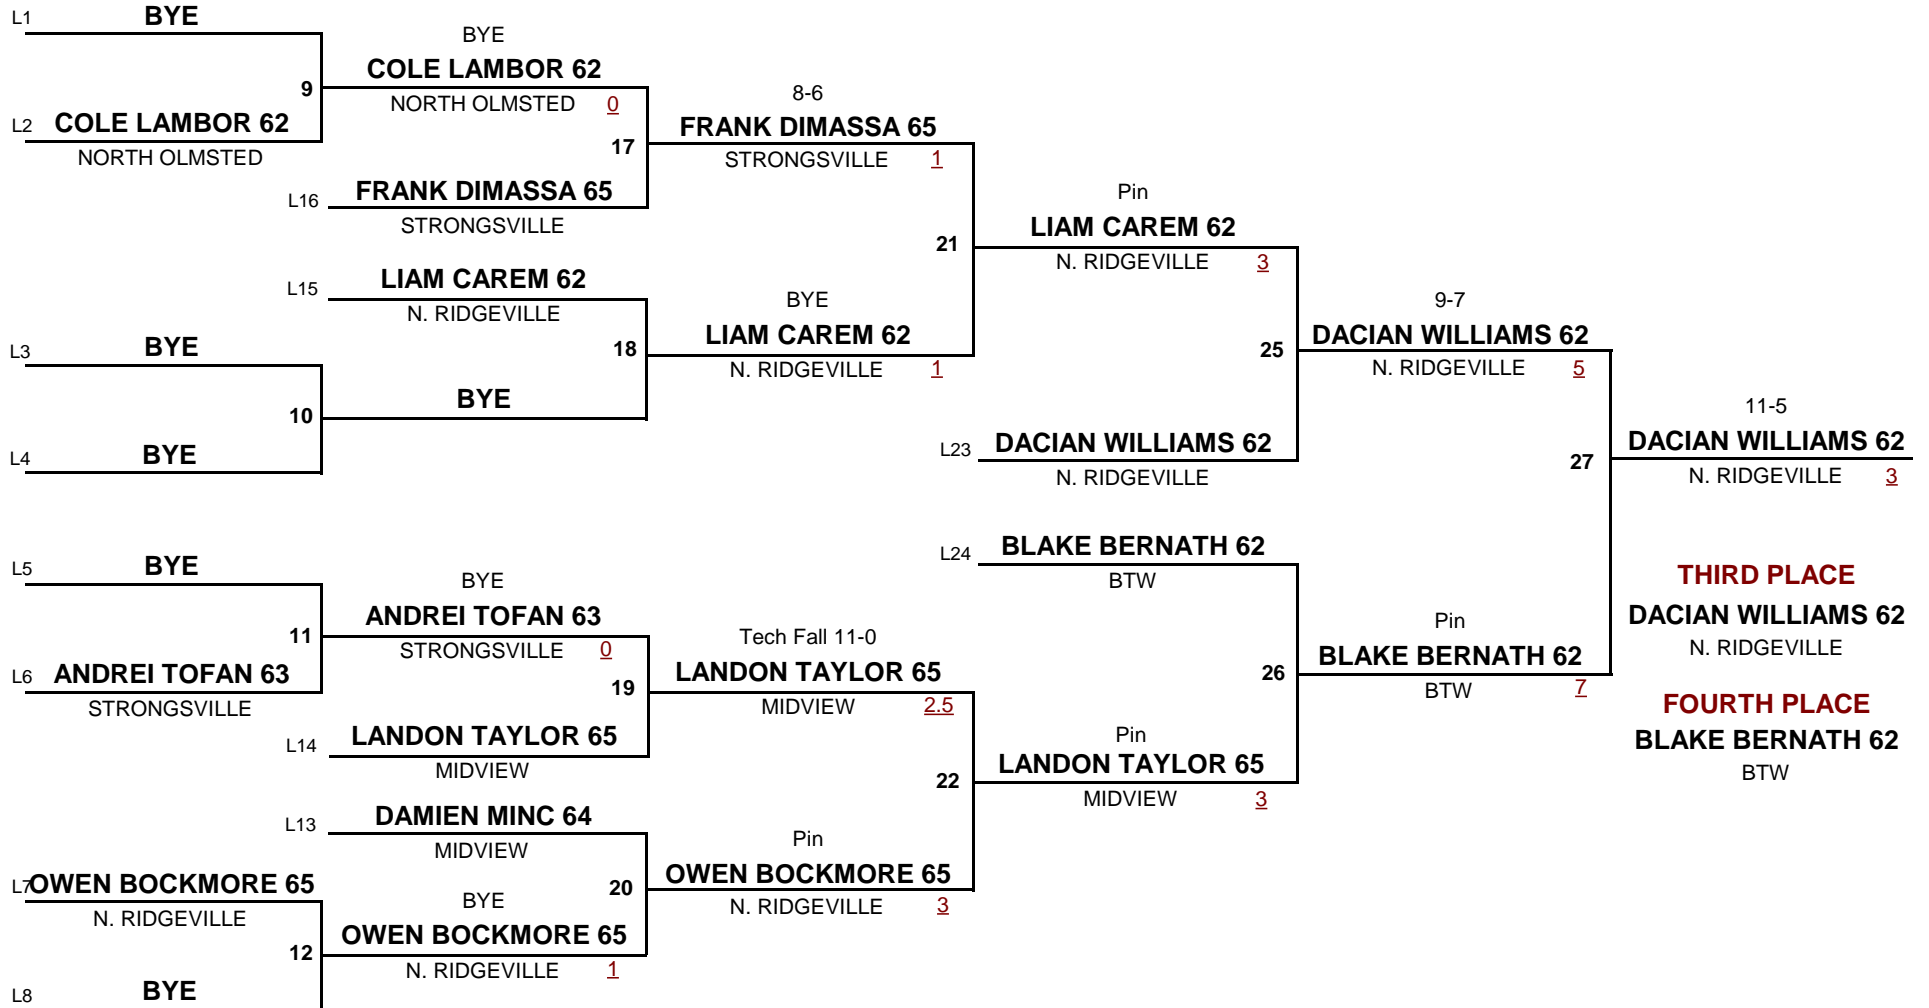 L1 BYE
9
L2 COLE LAMBOR 62
NORTH OLMSTED
BYE
COLE LAMBOR 62
NORTH OLMSTED 0
17
L16 FRANK DIMASSA 65
STRONGSVILLE
8-6
FRANK DIMASSA 65
STRONGSVILLE 1
21
L15 LIAM CAREM 62
N. RIDGEVILLE
18
L3 BYE
10
L4 BYE
BYE
BYE
LIAM CAREM 62
N. RIDGEVILLE 1
Pin
LIAM CAREM 62
N. RIDGEVILLE 3
25
L23 DACIAN WILLIAMS 62
N. RIDGEVILLE
9-7
DACIAN WILLIAMS 62
N. RIDGEVILLE 5
27
11-5
DACIAN WILLIAMS 62
N. RIDGEVILLE 3
L5 BYE
11
L6 ANDREI TOFAN 63
STRONGSVILLE
BYE
ANDREI TOFAN 63
STRONGSVILLE 0
19
L14 LANDON TAYLOR 65
MIDVIEW
Tech Fall 11-0
LANDON TAYLOR 65
MIDVIEW 2.5
22
L13 DAMIEN MINC 64
MIDVIEW
20
L7 OWEN BOCKMORE 65
N. RIDGEVILLE
12
L8 BYE
BYE
OWEN BOCKMORE 65
N. RIDGEVILLE 1
Pin
OWEN BOCKMORE 65
N. RIDGEVILLE 3
Pin
LANDON TAYLOR 65
MIDVIEW 3
26
L24 BLAKE BERNATH 62
BTW
Pin
BLAKE BERNATH 62
BTW 7
THIRD PLACE
DACIAN WILLIAMS 62
N. RIDGEVILLE
FOURTH PLACE
BLAKE BERNATH 62
BTW